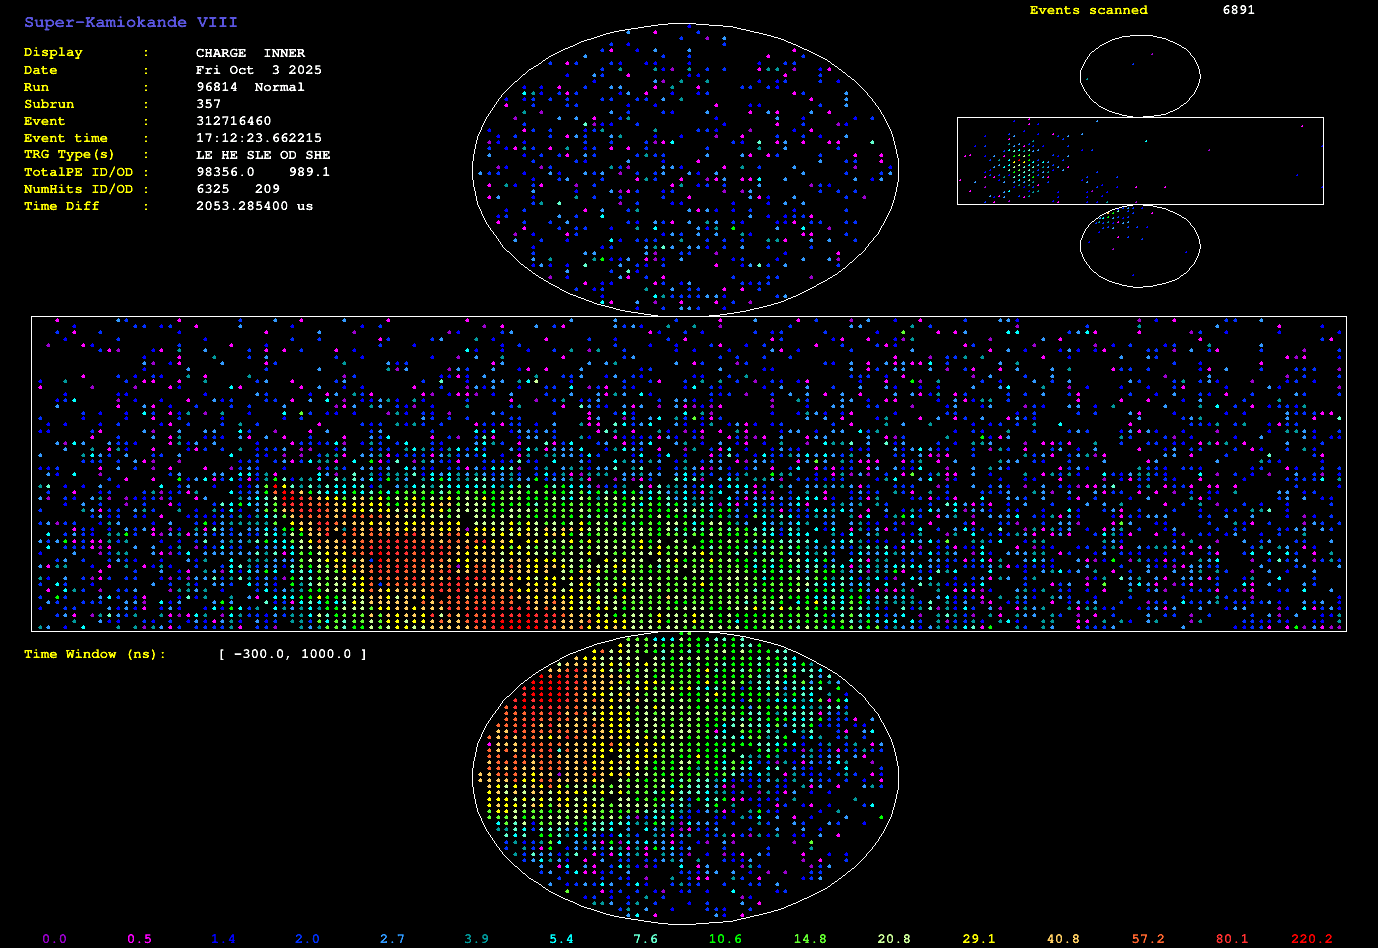 Super-Kamiokande VIII
Events scanned 6891
Display : CHARGE INNER
Date : Fri Oct 3 2025
Run : 96814 Normal
Subrun : 357
Event : 312716460
Event time : 17:12:23.662215
TRG Type(s) : LE HE SLE OD SHE
TotalPE ID/OD : 98356.0 989.1
NumHits ID/OD : 6325 209
Time Diff : 2053.285400 us
Time Window (ns): [ -300.0, 1000.0 ]
0.0 0.5 1.4 2.0 2.7 3.9 5.4 7.6 10.6 14.8 20.8 29.1 40.8 57.2 80.1 220.2